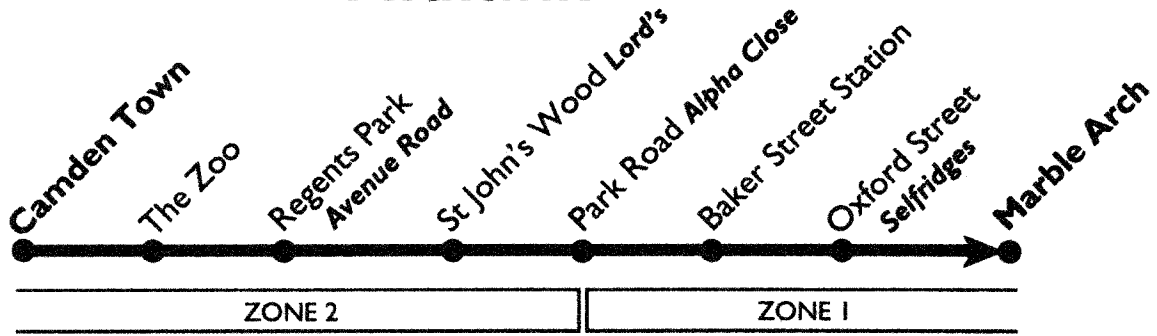 Camden Town
The Zoo
Regents Park
Avenue Road
St John's Wood Lord's
Park Road Alpha Close
Baker Street Station
Oxford Street
Selfridges
Marble Arch
ZONE 2
ZONE 1